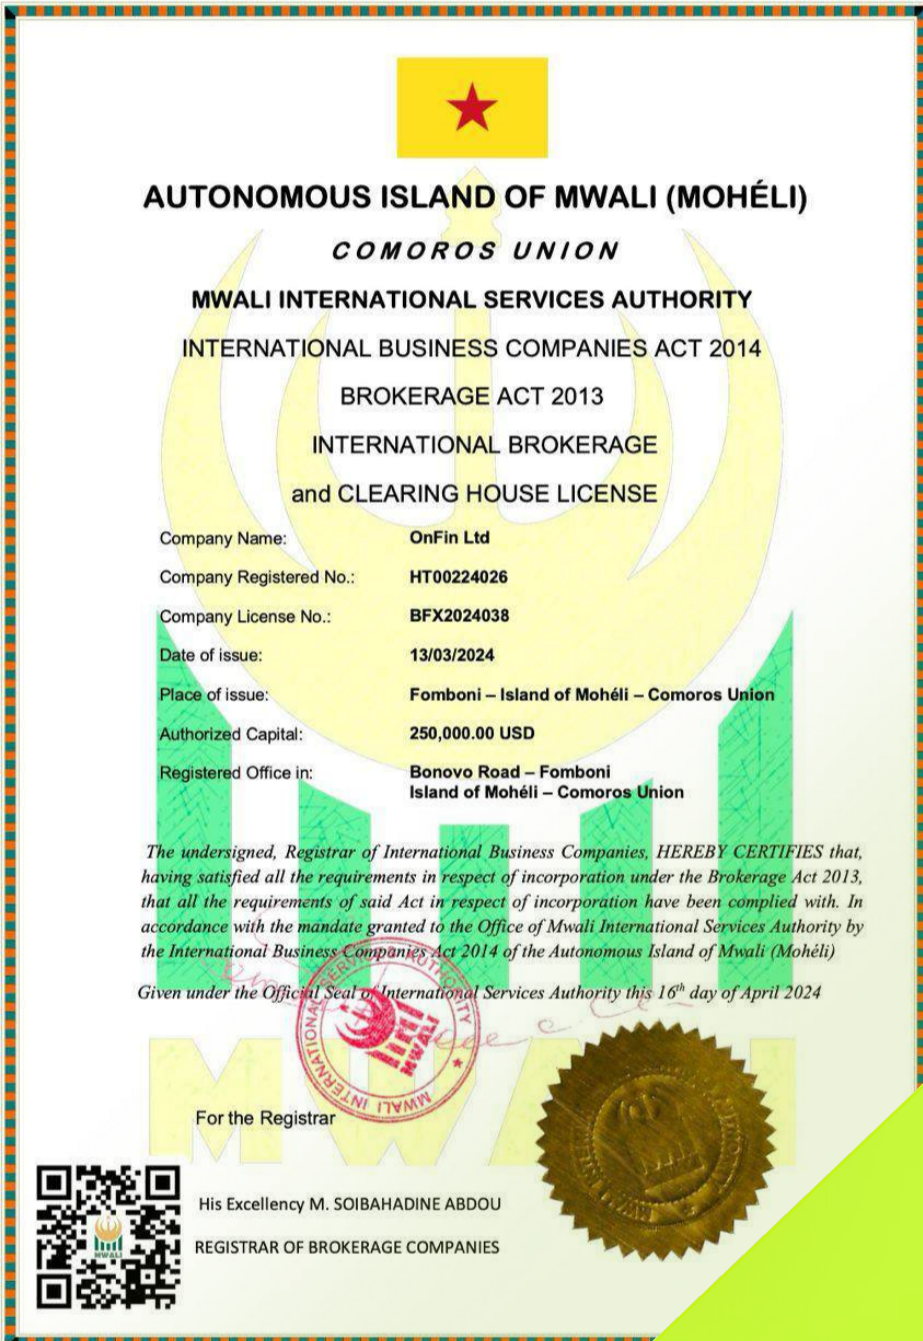 AUTONOMOUS ISLAND OF MWALI (MOHÉLI)
COMOROS UNION
MWALI INTERNATIONAL SERVICES AUTHORITY
INTERNATIONAL BUSINESS COMPANIES ACT 2014
BROKERAGE ACT 2013
INTERNATIONAL BROKERAGE
and CLEARING HOUSE LICENSE
Company Name: OnFin Ltd
Company Registered No.: HT00224026
Company License No.: BFX2024038
Date of issue: 13/03/2024
Place of issue: Fomboni – Island of Mohéli – Comoros Union
Authorized Capital: 250,000.00 USD
Registered Office in: Bonovo Road – Fomboni
Island of Mohéli – Comoros Union
The undersigned, Registrar of International Business Companies, HEREBY CERTIFIES that,
having satisfied all the requirements in respect of incorporation under the Brokerage Act 2013,
that all the requirements of said Act in respect of incorporation have been complied with. In
accordance with the mandate granted to the Office of Mwali International Services Authority by
the International Business Companies Act 2014 of the Autonomous Island of Mwali (Mohéli)
Given under the Official Seal of International Services Authority this 16th day of April 2024
MWALI INTERNATIONAL SERVICES AUTHORITY
MWALI
MWALI
For the Registrar
His Excellency M. SOIBAHADINE ABDOU
REGISTRAR OF BROKERAGE COMPANIES
MWALI